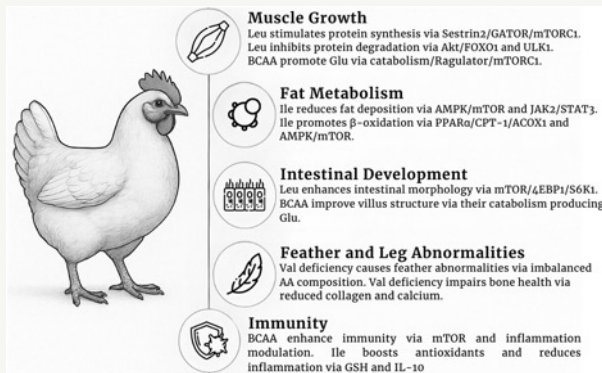 Muscle Growth
Leu stimulates protein synthesis via Sestrin2/GATOR/mTORC1.
Leu inhibits protein degradation via Akt/FOXO1 and ULK1.
BCAA promote Glu via catabolism/Ragulator/mTORC1.
Fat Metabolism
Ile reduces fat deposition via AMPK/mTOR and JAK2/STAT3.
Ile promotes β-oxidation via PPARα/CPT-1/ACOX1 and
AMPK/mTOR.
Intestinal Development
Leu enhances intestinal morphology via mTOR/4EBP1/S6K1.
BCAA improve villus structure via their catabolism producing
Glu.
Feather and Leg Abnormalities
Val deficiency causes feather abnormalities via imbalanced
AA composition. Val deficiency impairs bone health via
reduced collagen and calcium.
Immunity
BCAA enhance immunity via mTOR and inflammation
modulation. Ile boosts antioxidants and reduces
inflammation via GSH and IL-10